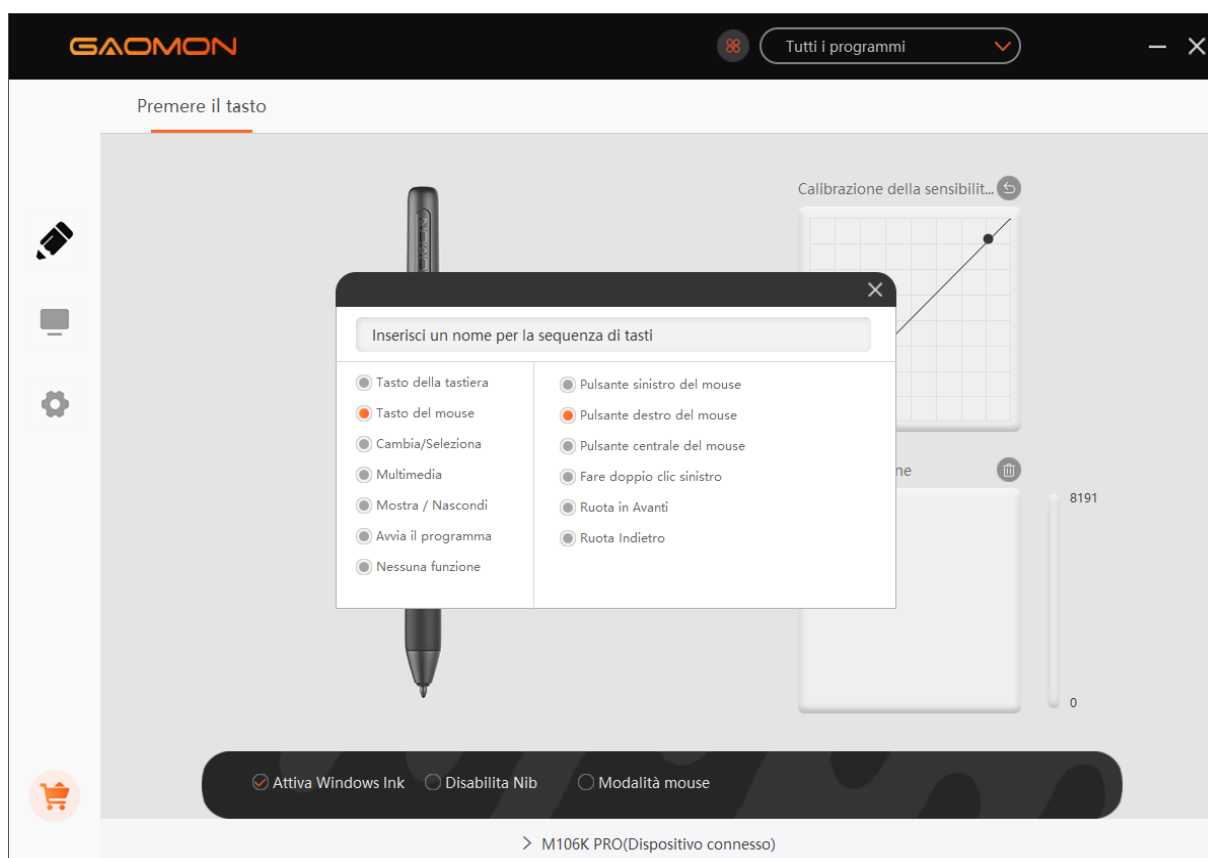 GAOMON
Tutti i programmi
Premere il tasto
Calibrazione della sensibilit...
Inserisci un nome per la sequenza di tasti
Tasto della tastiera
Tasto del mouse
Cambia/Seleziona
Multimedia
Mostra / Nascondi
Avvia il programma
Nessuna funzione
Pulsante sinistro del mouse
Pulsante destro del mouse
Pulsante centrale del mouse
Fare doppio clic sinistro
Ruota in Avanti
Ruota Indietro
ne
8191
0
Attiva Windows Ink
Disabilita Nib
Modalità mouse
M106K PRO(Dispositivo connesso)